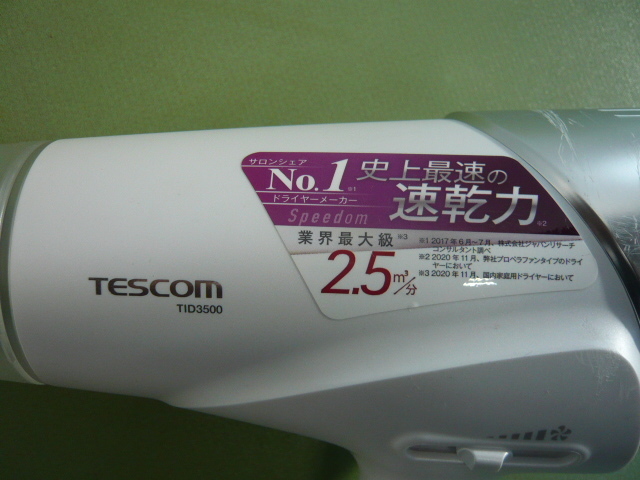 サロンシェア
No.1※1
ドライヤーメーカー
Speedom
史上最速の
速乾力※2
業界最大級※3
2.5m³/分
※1 2017年6月~7月、株式会社ジャパンリサーチ
コンサルタント調べ
※2 2020年11月、弊社プロペラファンタイプのドライ
ヤーにおいて
※3 2020年11月、国内家庭用ドライヤーにおいて
TESCOM
TID3500